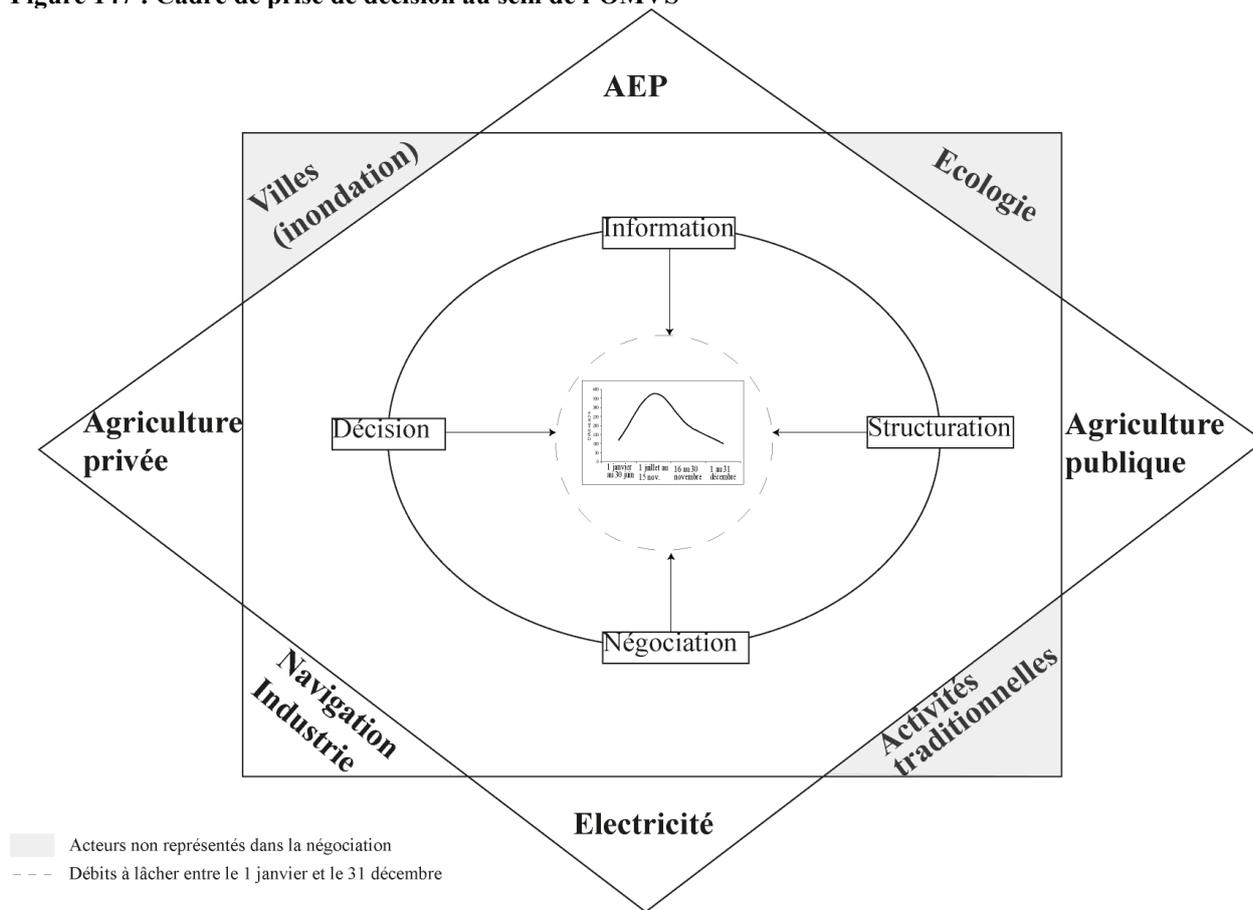 Figure 147 : Cadre de prise de décision au sein de l'OMVS
AEP
Villes
(inondation)
Ecologie
Information
Agriculture
privée
Décision
Structuration
Agriculture
publique
1 janvier
au 30 juin
1 juillet au
15 nov.
16 au 30
novembre
1 au 31
décembre
Négociation
Navigation
Industrie
Activités
traditionnelles
Electricité
Acteurs non représentés dans la négociation
Débits à lâcher entre le 1 janvier et le 31 décembre